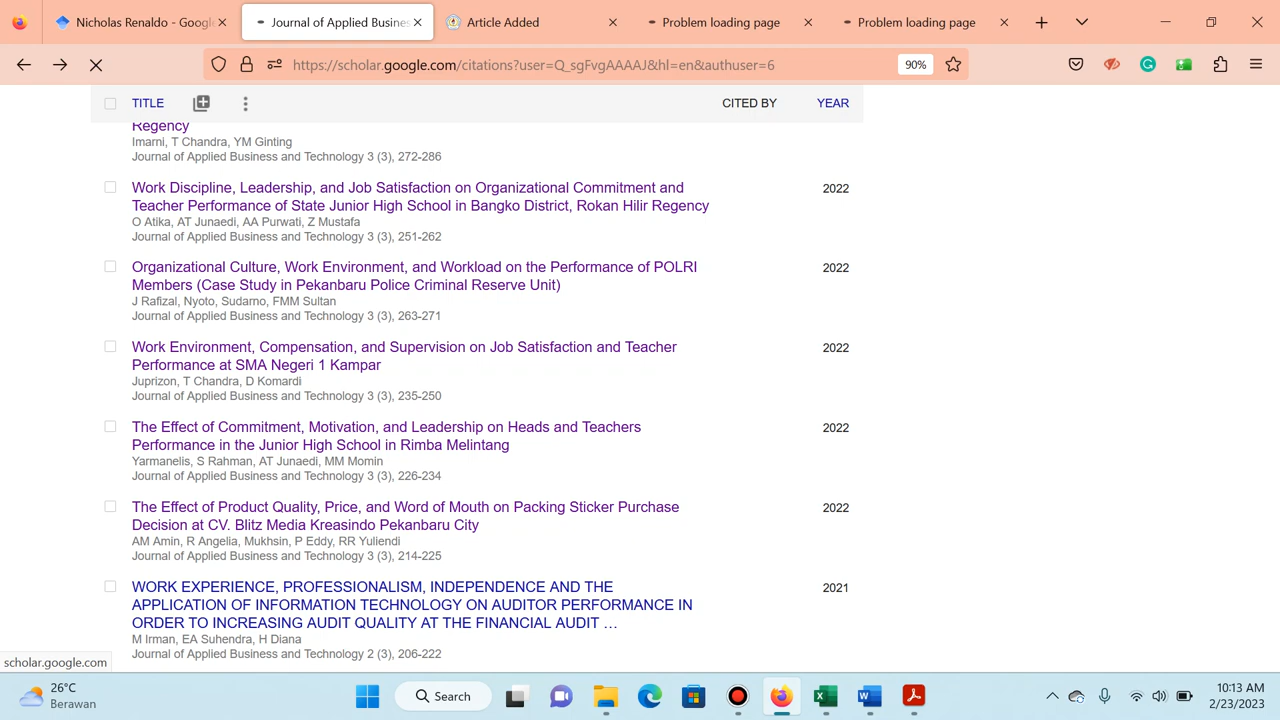 Nicholas Renaldo - Google
Journal of Applied Busines
Article Added
Problem loading page
Problem loading page
https://scholar.google.com/citations?user=Q_sgFvgAAAAJ&hl=en&authuser=6
90%
TITLE
CITED BY
YEAR
Regency
Imarni, T Chandra, YM Ginting
Journal of Applied Business and Technology 3 (3), 272-286
Work Discipline, Leadership, and Job Satisfaction on Organizational Commitment and
2022
Teacher Performance of State Junior High School in Bangko District, Rokan Hilir Regency
O Atika, AT Junaedi, AA Purwati, Z Mustafa
Journal of Applied Business and Technology 3 (3), 251-262
Organizational Culture, Work Environment, and Workload on the Performance of POLRI
2022
Members (Case Study in Pekanbaru Police Criminal Reserve Unit)
J Rafizal, Nyoto, Sudarno, FMM Sultan
Journal of Applied Business and Technology 3 (3), 263-271
Work Environment, Compensation, and Supervision on Job Satisfaction and Teacher
2022
Performance at SMA Negeri 1 Kampar
Juprizon, T Chandra, D Komardi
Journal of Applied Business and Technology 3 (3), 235-250
The Effect of Commitment, Motivation, and Leadership on Heads and Teachers
2022
Performance in the Junior High School in Rimba Melintang
Yarmanelis, S Rahman, AT Junaedi, MM Momin
Journal of Applied Business and Technology 3 (3), 226-234
The Effect of Product Quality, Price, and Word of Mouth on Packing Sticker Purchase
2022
Decision at CV. Blitz Media Kreasindo Pekanbaru City
AM Amin, R Angelia, Mukhsin, P Eddy, RR Yuliendi
Journal of Applied Business and Technology 3 (3), 214-225
WORK EXPERIENCE, PROFESSIONALISM, INDEPENDENCE AND THE
2021
APPLICATION OF INFORMATION TECHNOLOGY ON AUDITOR PERFORMANCE IN
ORDER TO INCREASING AUDIT QUALITY AT THE FINANCIAL AUDIT …
M Irman, EA Suhendra, H Diana
Journal of Applied Business and Technology 2 (3), 206-222
scholar.google.com
26°C
Berawan
Search
10:13 AM
2/23/2023